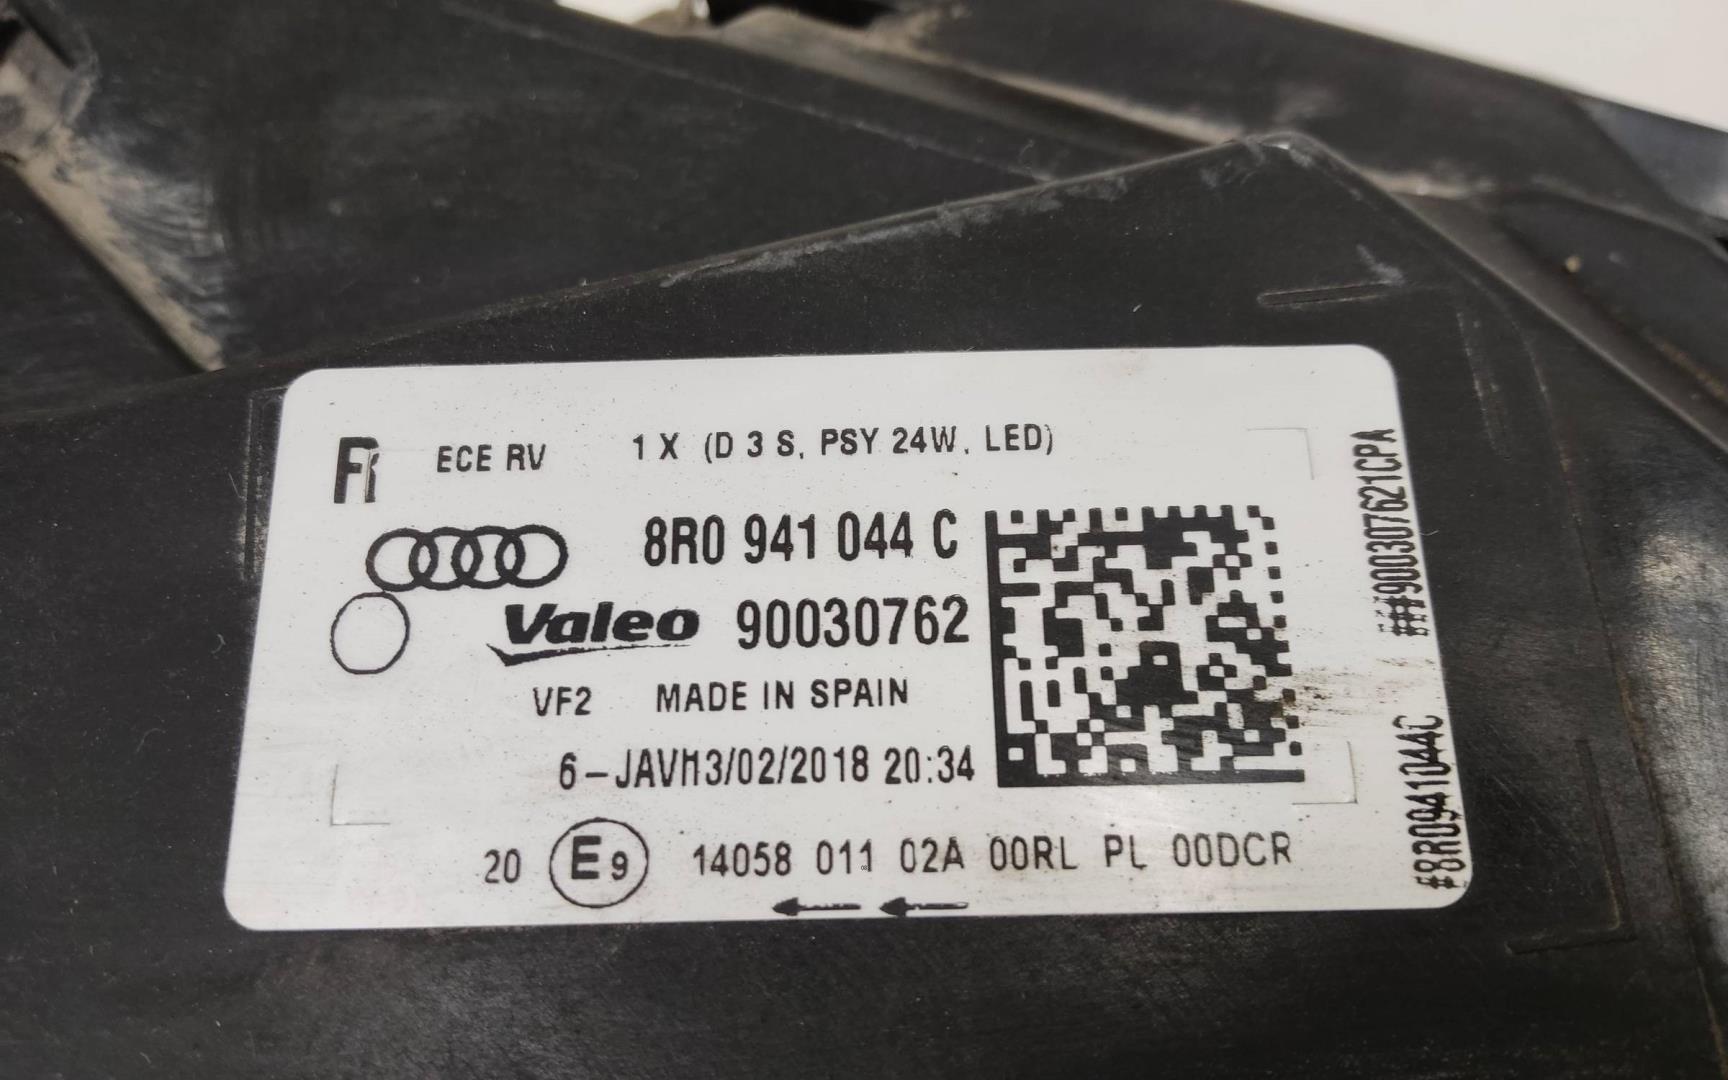 R ECE RV 1 X (D 3 S, PSY 24W, LED)
8R0 941 044 C
Valeo 90030762
VF2 MADE IN SPAIN
6-JAVH3/02/2018 20:34
20 E9 14058 011 02A 00RL PL 00DCR
##900307621CPA
#8R0941044C